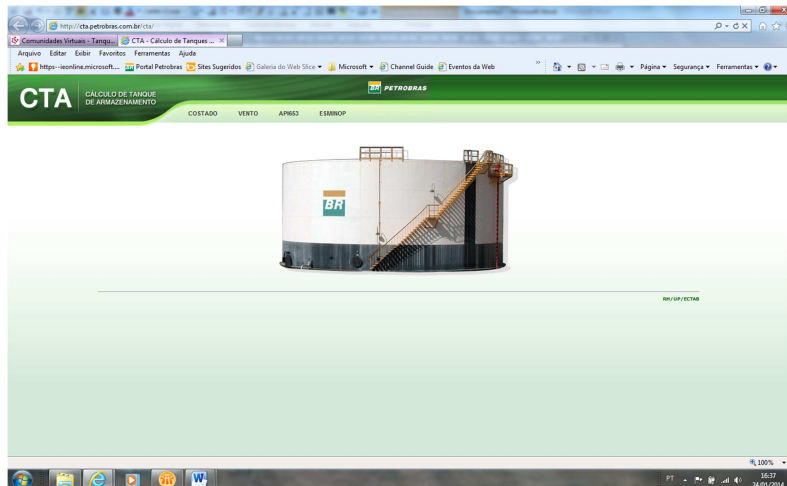 http://cta.petrobras.com.br/cta/
Comunidades Virtuais - Tanqu...
CTA - Cálculo de Tanques ...
Arquivo Editar Exibir Favoritos Ferramentas Ajuda
https--ieonline.microsoft.... Portal Petrobras Sites Sugeridos Galeria do Web Slice Microsoft Channel Guide Eventos da Web Página Segurança Ferramentas
CTA
CÁLCULO DE TANQUE
DE ARMAZENAMENTO
BR PETROBRAS
COSTADO VENTO API653 ESMINOP
BR
RH/UP/ECTAB
100%
PT
16:37
24/01/2014